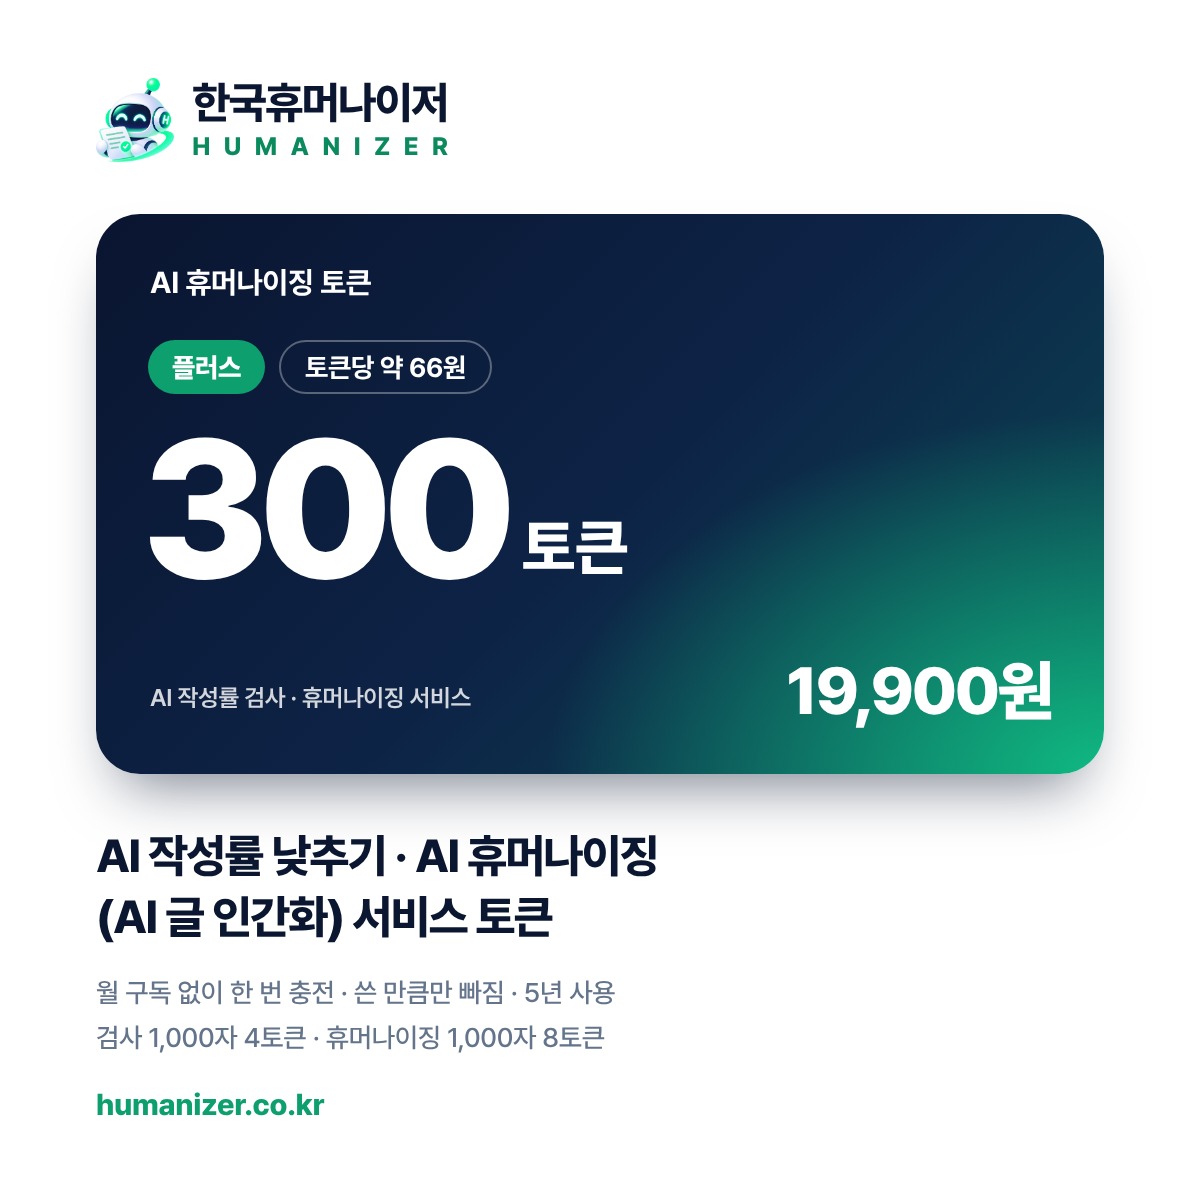 한국휴머나이저
HUMANIZER
AI 휴머나이징 토큰
플러스
토큰당 약 66원
300 토큰
AI 작성률 검사 · 휴머나이징 서비스
19,900원
AI 작성률 낮추기 · AI 휴머나이징
(AI 글 인간화) 서비스 토큰
월 구독 없이 한 번 충전 · 쓴 만큼만 빠짐 · 5년 사용
검사 1,000자 4토큰 · 휴머나이징 1,000자 8토큰
humanizer.co.kr